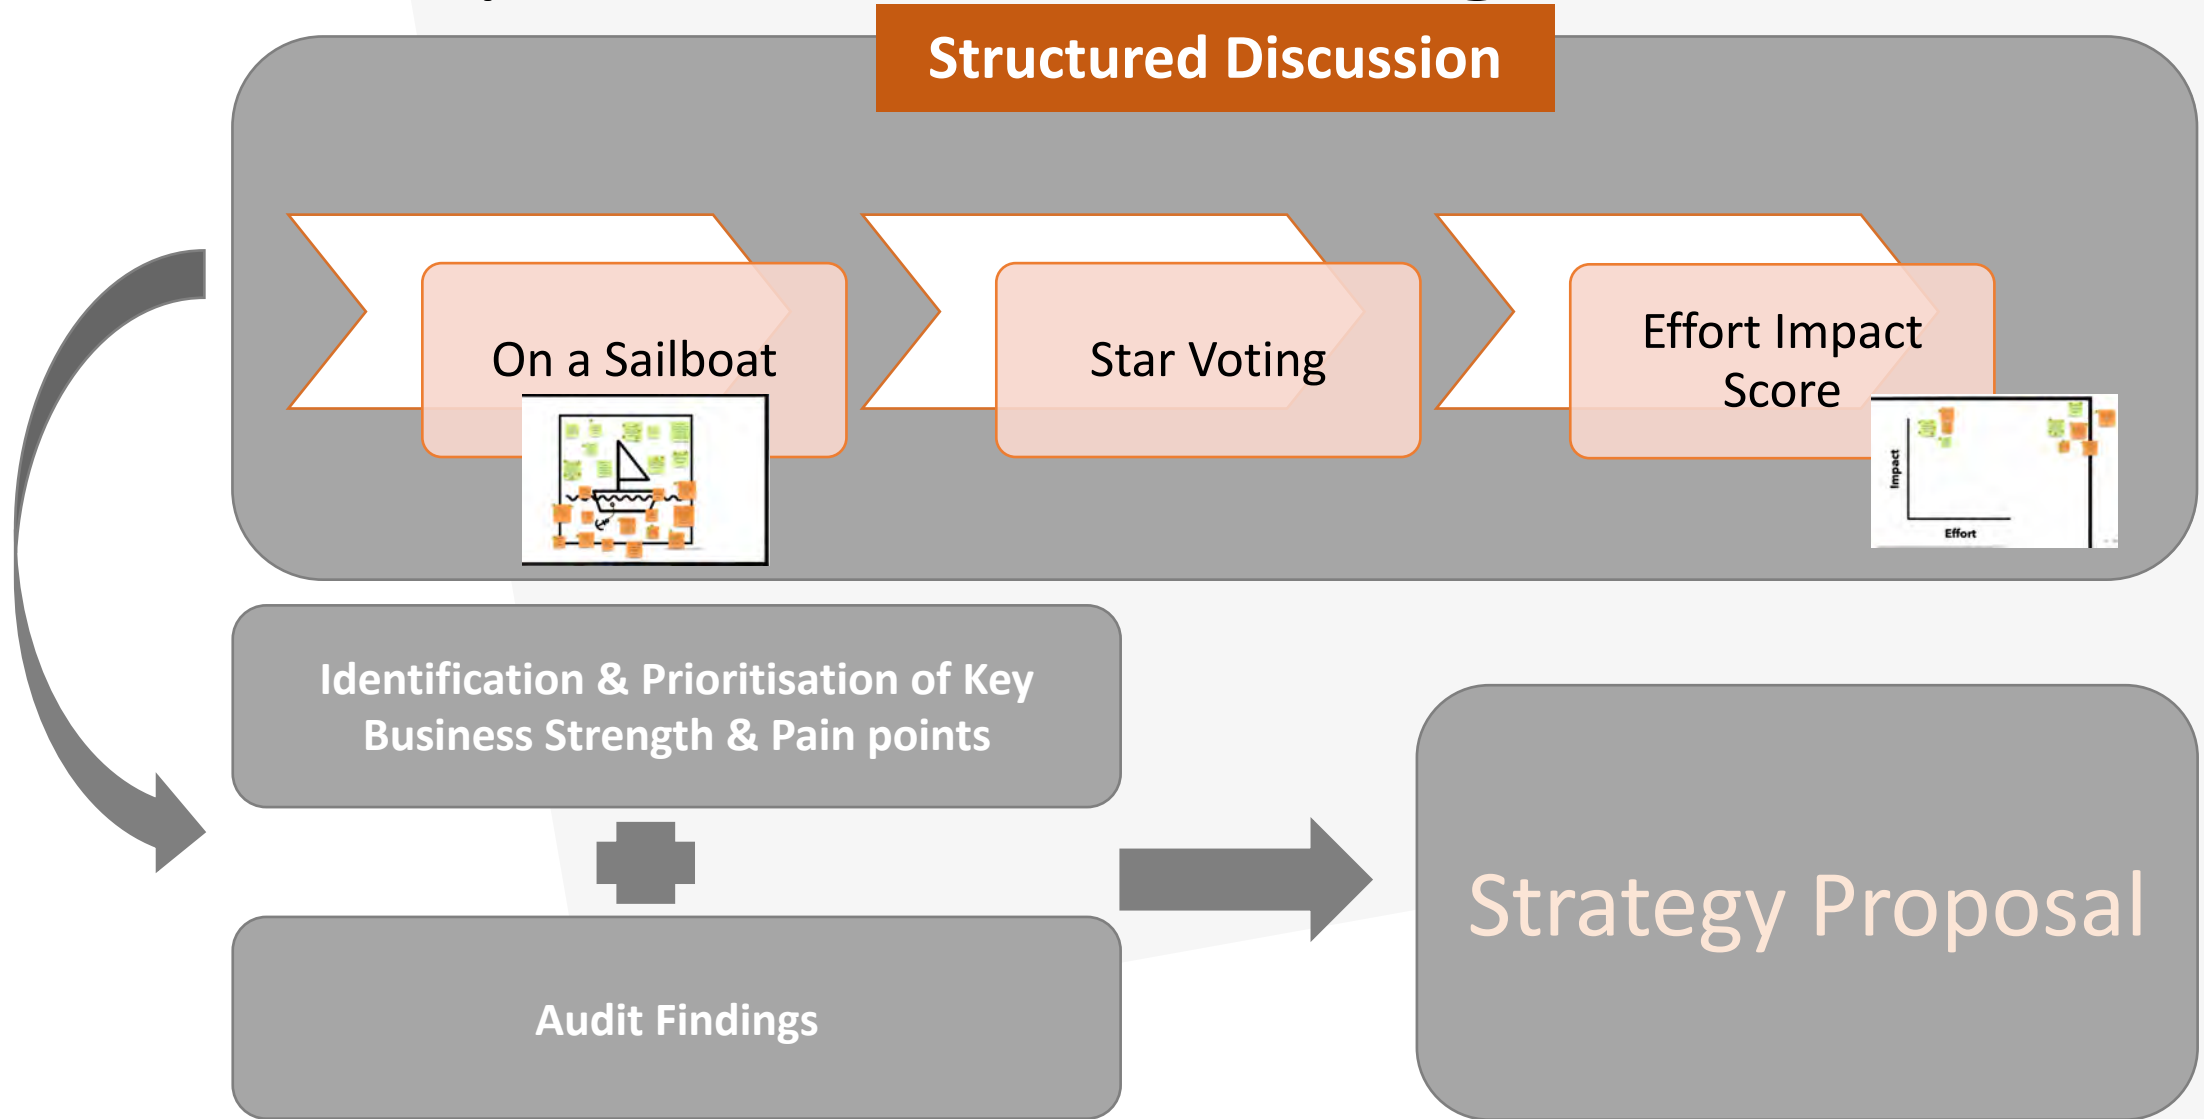 Structured Discussion
On a Sailboat
Star Voting
Effort Impact
Score
Impact
Effort
Identification & Prioritisation of Key
Business Strength & Pain points
Audit Findings
Strategy Proposal